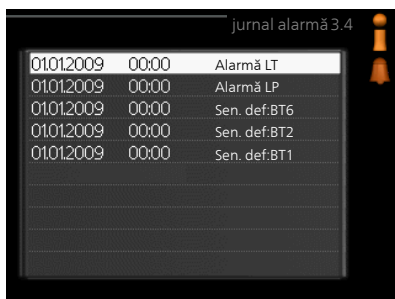 jurnal alarmă 3.4
01.01.2009 00:00 Alarmă LT
01.01.2009 00:00 Alarmă LP
01.01.2009 00:00 Sen. def:BT6
01.01.2009 00:00 Sen. def:BT2
01.01.2009 00:00 Sen. def:BT1